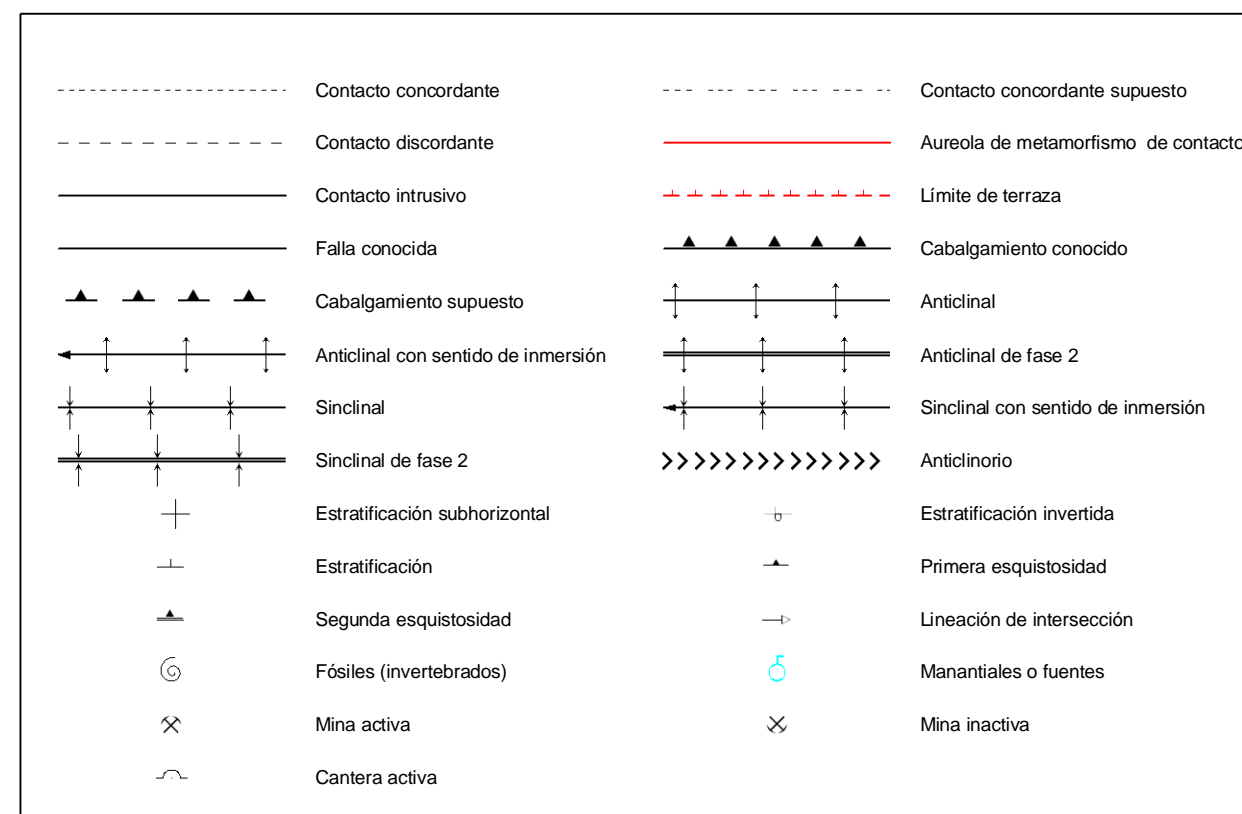 Contacto concordante
Contacto concordante supuesto
Contacto discordante
Aureola de metamorfismo de contacto
Contacto intrusivo
Límite de terraza
Falla conocida
Cabalgamiento conocido
Cabalgamiento supuesto
Anticlinal
Anticlinal con sentido de inmersión
Anticlinal de fase 2
Sinclinal
Sinclinal con sentido de inmersión
Sinclinal de fase 2
Anticlinorio
Estratificación subhorizontal
Estratificación invertida
Estratificación
Primera esquistosidad
Segunda esquistosidad
Lineación de intersección
Fósiles (invertebrados)
Manantiales o fuentes
Mina activa
Mina inactiva
Cantera activa